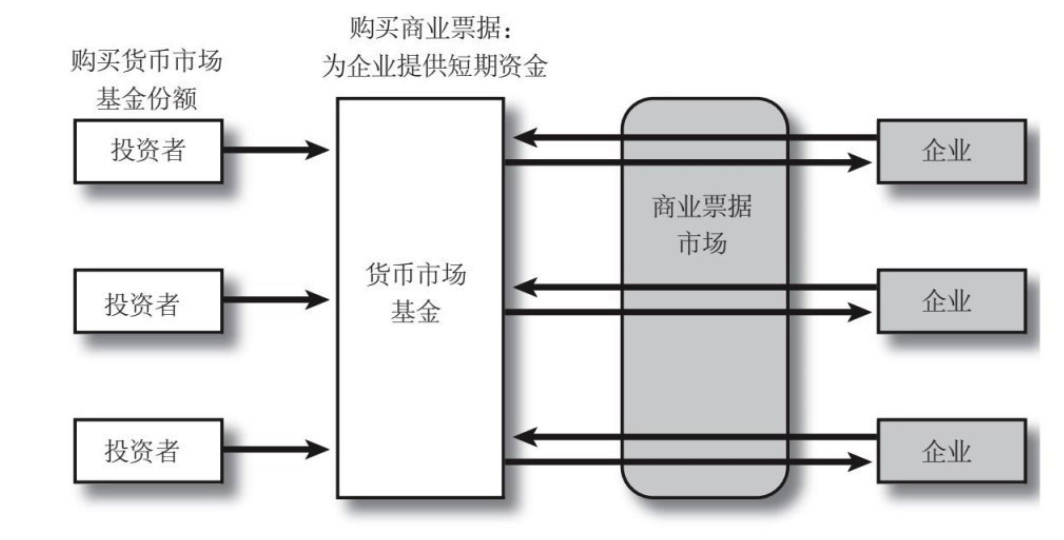 购买商业票据：
为企业提供短期资金
购买货币市场
基金份额
投资者
投资者
投资者
货币市场
基金
商业票据
市场
企业
企业
企业